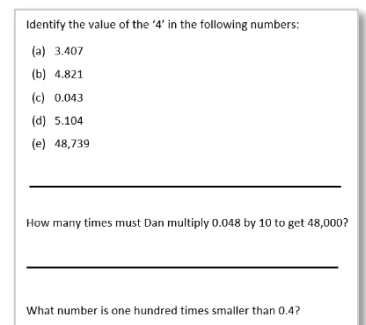 Identify the value of the ‘4’ in the following numbers:
(a) 3.407
(b) 4.821
(c) 0.043
(d) 5.104
(e) 48,739
How many times must Dan multiply 0.048 by 10 to get 48,000?
What number is one hundred times smaller than 0.4?